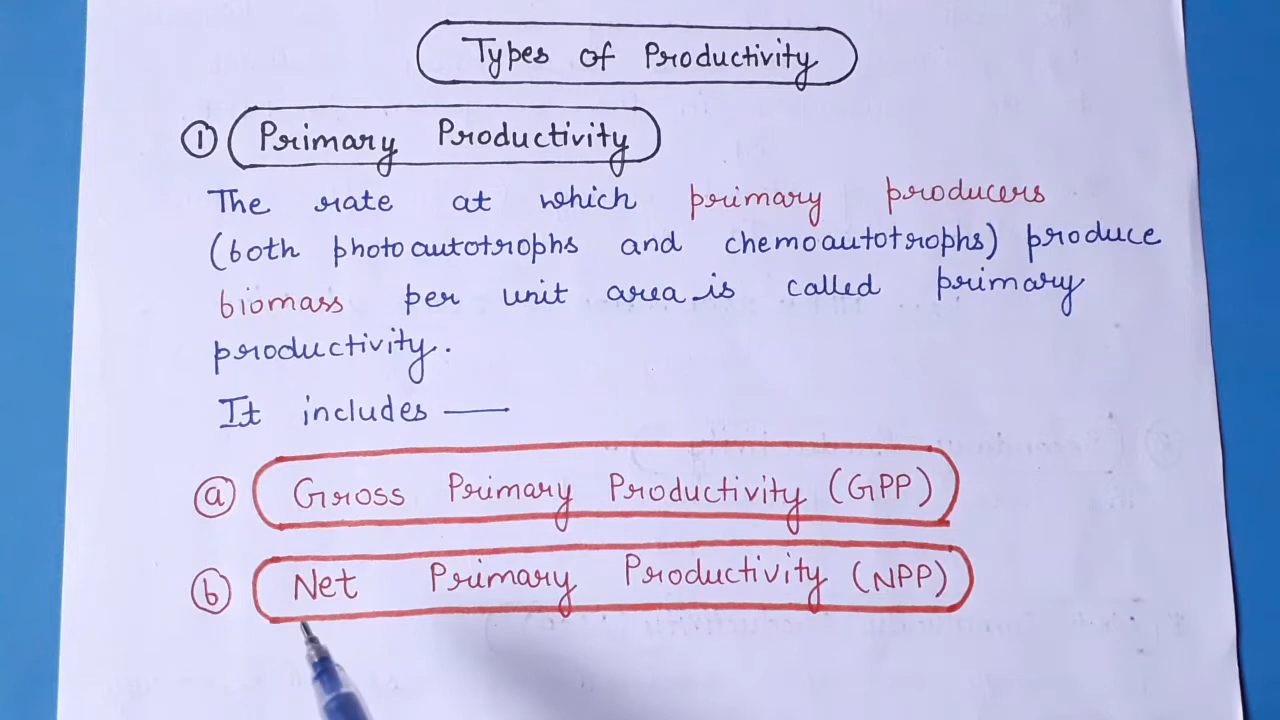 Types of Productivity
① Primary Productivity
The rate at which primary producers
(both photoautotrophs and chemoautotrophs) produce
biomass per unit area is called primary
productivity.
It includes —
ⓐ Gross Primary Productivity (GPP)
ⓑ Net Primary Productivity (NPP)